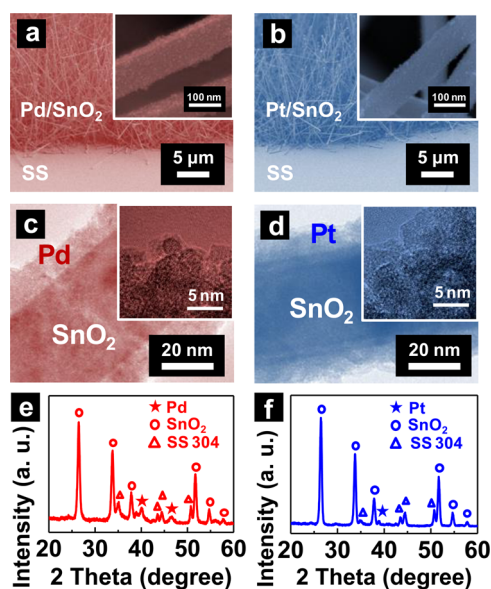 a
Pd/SnO₂
SS
100 nm
5 μm
b
Pt/SnO₂
SS
100 nm
5 μm
c
Pd
SnO₂
5 nm
20 nm
d
Pt
SnO₂
5 nm
20 nm
e
Intensity (a. u.)
★ Pd
○ SnO₂
△ SS 304
20 30 40 50 60
2 Theta (degree)
f
Intensity (a. u.)
★ Pt
○ SnO₂
△ SS 304
20 30 40 50 60
2 Theta (degree)